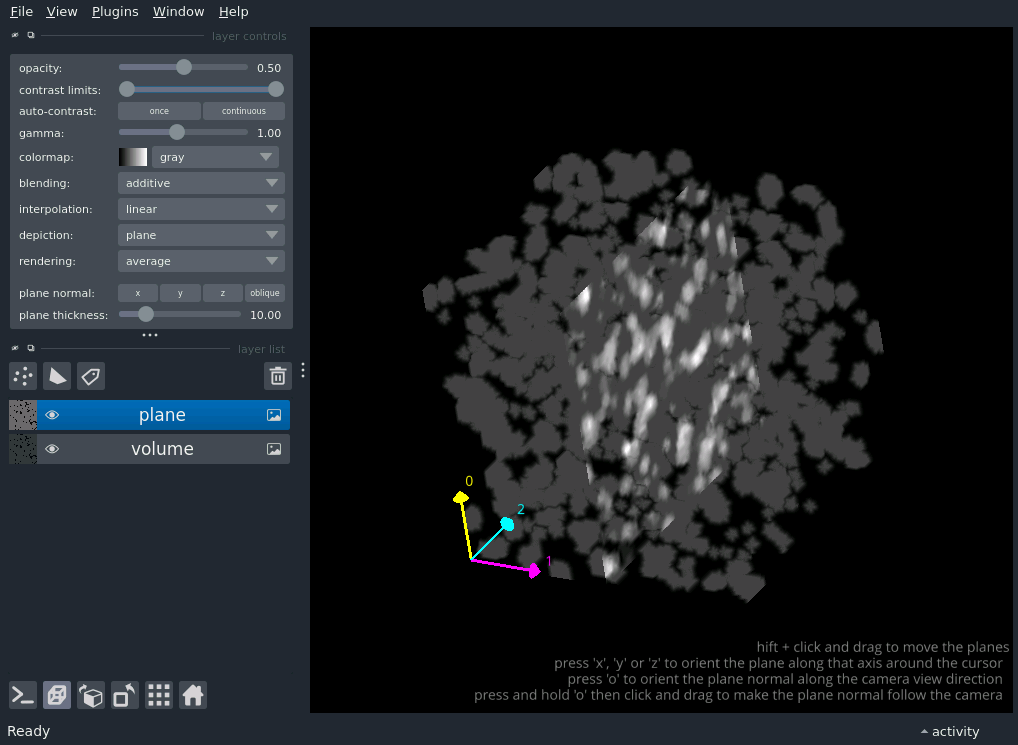 File View Plugins Window Help
layer controls
opacity: 0.50
contrast limits:
auto-contrast: once continuous
gamma: 1.00
colormap: gray
blending: additive
interpolation: linear
depiction: plane
rendering: average
plane normal: x y z oblique
plane thickness: 10.00
layer list
plane
volume
0
2
1
hift + click and drag to move the planes
press 'x', 'y' or 'z' to orient the plane along that axis around the cursor
press 'o' to orient the plane normal along the camera view direction
press and hold 'o' then click and drag to make the plane normal follow the camera
Ready activity